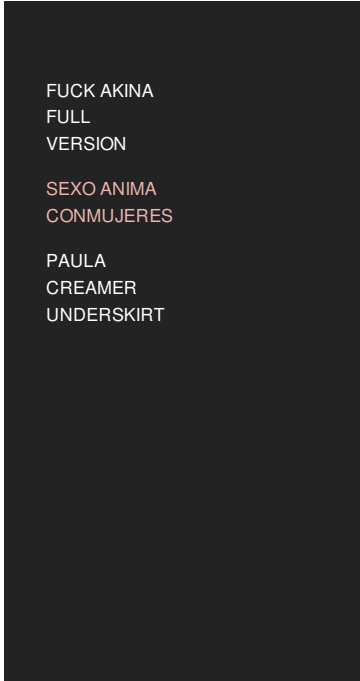 FUCK AKINA
FULL
VERSION
SEXO ANIMA
CONMUJERES
PAULA
CREAMER
UNDERSKIRT